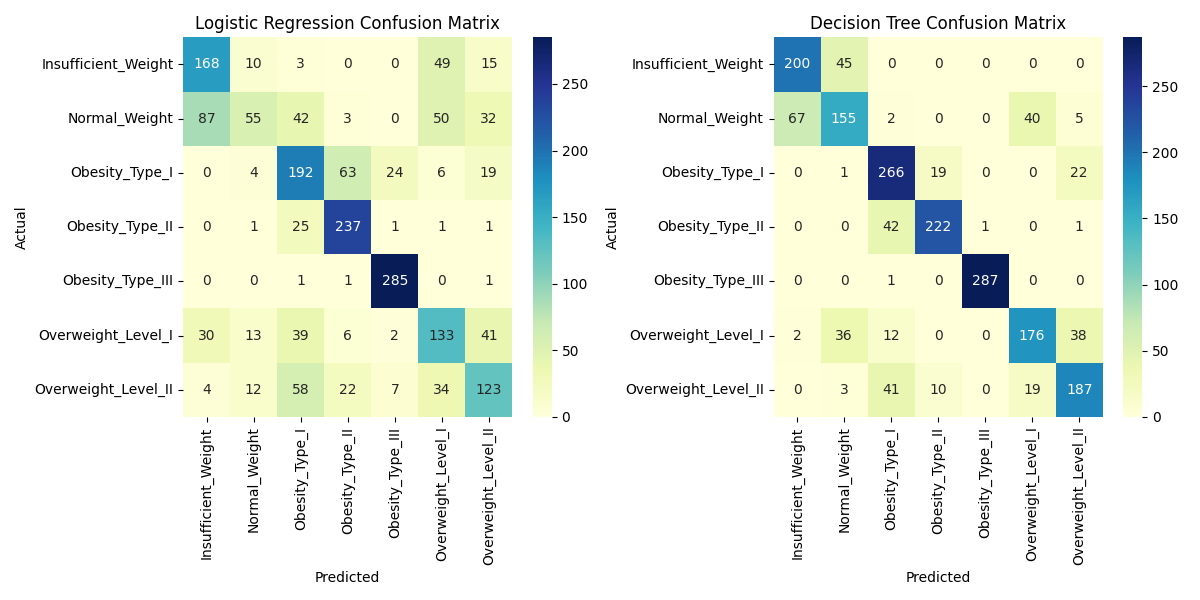 Logistic Regression Confusion Matrix
Insufficient_Weight 168 10 3 0 0 49 15
Normal_Weight 87 55 42 3 0 50 32
Obesity_Type_I 0 4 192 63 24 6 19
Obesity_Type_II 0 1 25 237 1 1 1
Obesity_Type_III 0 0 1 1 285 0 1
Overweight_Level_I 30 13 39 6 2 133 41
Overweight_Level_II 4 12 58 22 7 34 123
Actual
Insufficient_Weight
Normal_Weight
Obesity_Type_I
Obesity_Type_II
Obesity_Type_III
Overweight_Level_I
Overweight_Level_II
Predicted
250
200
150
100
50
0
Decision Tree Confusion Matrix
Insufficient_Weight 200 45 0 0 0 0 0
Normal_Weight 67 155 2 0 0 40 5
Obesity_Type_I 0 1 266 19 0 0 22
Obesity_Type_II 0 0 42 222 1 0 1
Obesity_Type_III 0 0 1 0 287 0 0
Overweight_Level_I 2 36 12 0 0 176 38
Overweight_Level_II 0 3 41 10 0 19 187
Actual
Insufficient_Weight
Normal_Weight
Obesity_Type_I
Obesity_Type_II
Obesity_Type_III
Overweight_Level_I
Overweight_Level_II
Predicted
250
200
150
100
50
0